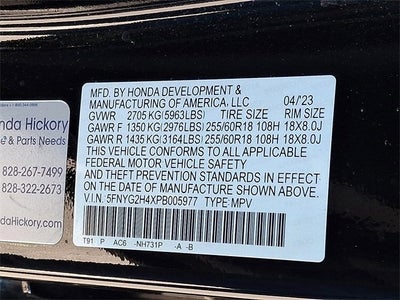 MFD. BY HONDA DEVELOPMENT &
MANUFACTURING OF AMERICA, LLC 04/'23
GVWR 2705 KG(5963LBS) TIRE SIZE RIM SIZE
GAWR F 1350 KG(2976LBS) 255/60R18 108H 18X8.0J
GAWR R 1435 KG(3164LBS) 255/60R18 108H 18X8.0J
THIS VEHICLE CONFORMS TO ALL APPLICABLE
FEDERAL MOTOR VEHICLE SAFETY
AND THEFT PREVENTION STANDARDS IN EFFECT
ON THE DATE OF MANUFACTURE SHOWN ABOVE.
V.I.N. 5FNYG2H4XPB005977 TYPE MPV
T91 P AC6 -NH731P -A -B
nda Hickory
e & Parts Needs
828-267-7499
828-322-2673
ndaHickory.com